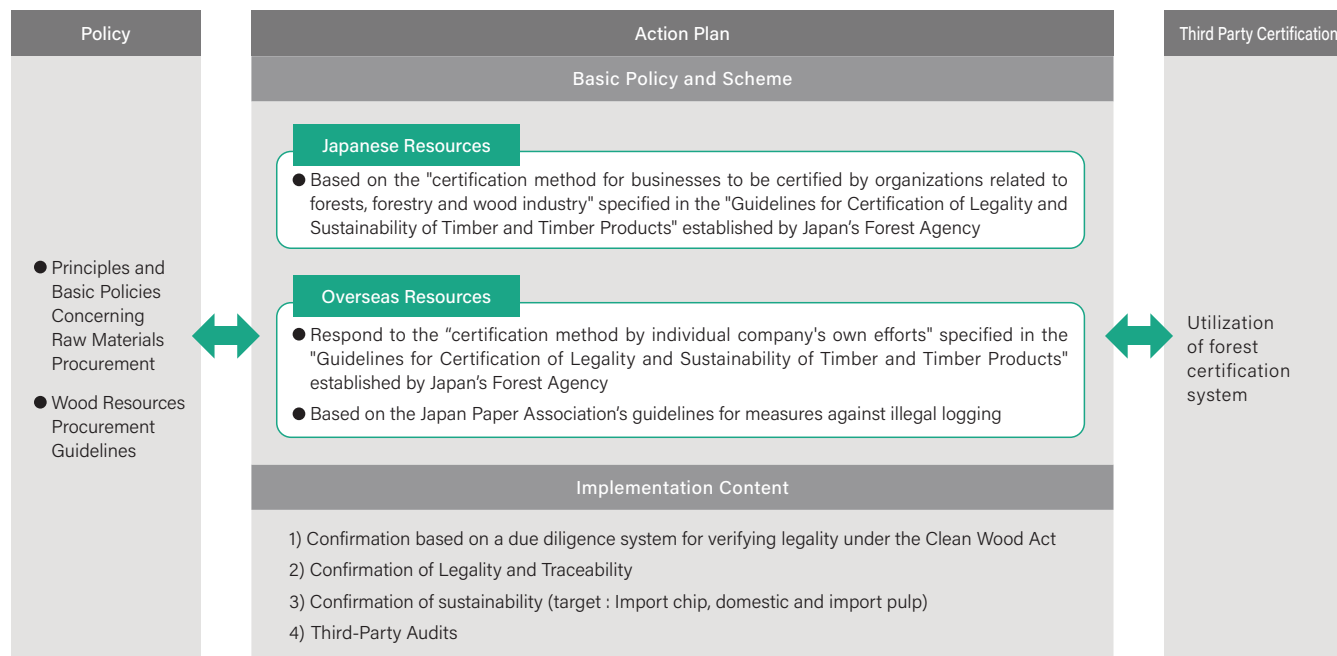 Policy
● Principles and
Basic Policies
Concerning
Raw Materials
Procurement
● Wood Resources
Procurement
Guidelines
Action Plan
Basic Policy and Scheme
Japanese Resources
● Based on the "certification method for businesses to be certified by organizations related to
forests, forestry and wood industry" specified in the "Guidelines for Certification of Legality and
Sustainability of Timber and Timber Products" established by Japan’s Forest Agency
Overseas Resources
● Respond to the “certification method by individual company's own efforts" specified in the
"Guidelines for Certification of Legality and Sustainability of Timber and Timber Products"
established by Japan’s Forest Agency
● Based on the Japan Paper Association’s guidelines for measures against illegal logging
Implementation Content
1) Confirmation based on a due diligence system for verifying legality under the Clean Wood Act
2) Confirmation of Legality and Traceability
3) Confirmation of sustainability (target : Import chip, domestic and import pulp)
4) Third-Party Audits
Third Party Certification
Utilization
of forest
certification
system